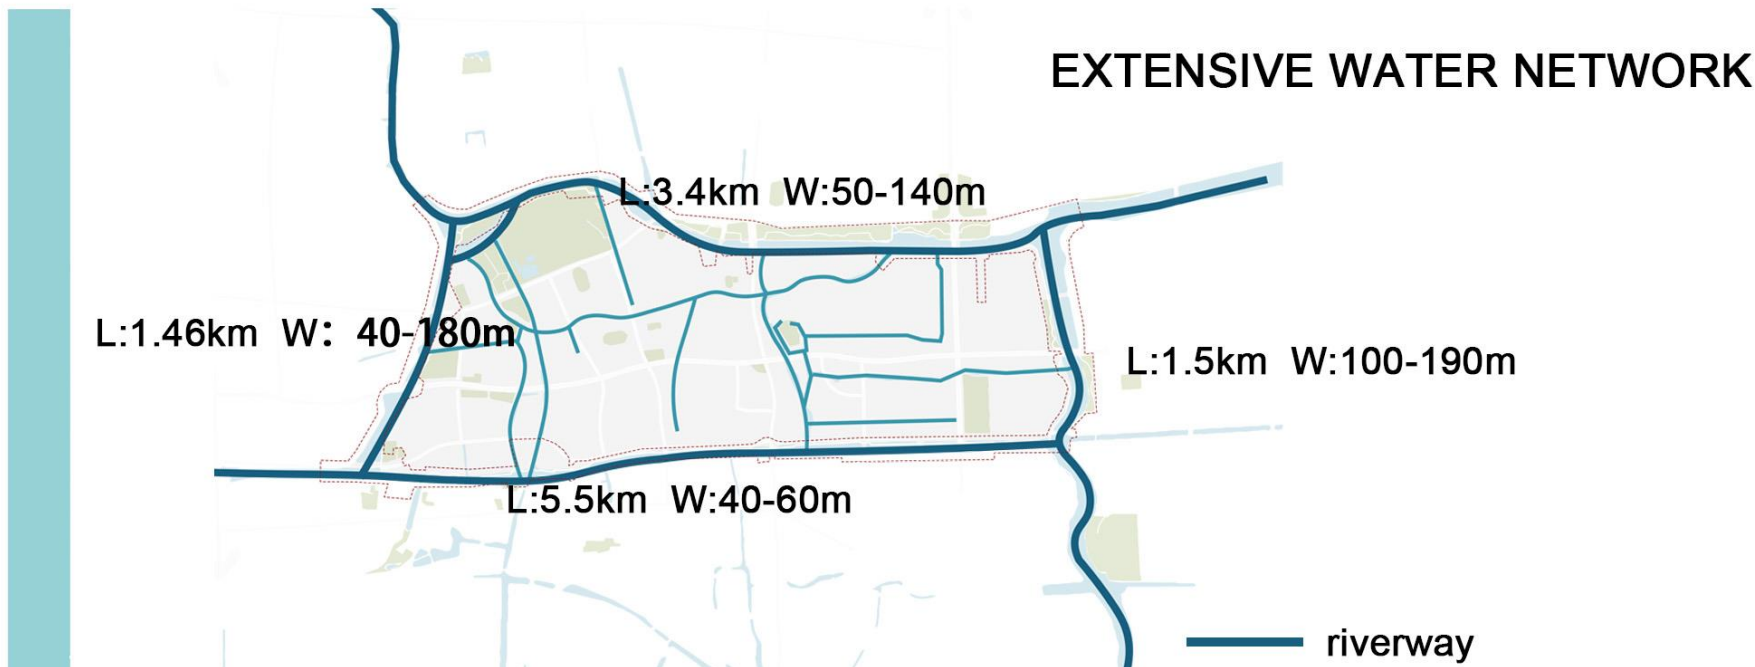 EXTENSIVE WATER NETWORK
L:3.4km W:50-140m
L:1.46km W: 40-180m
L:1.5km W:100-190m
L:5.5km W:40-60m
riverway